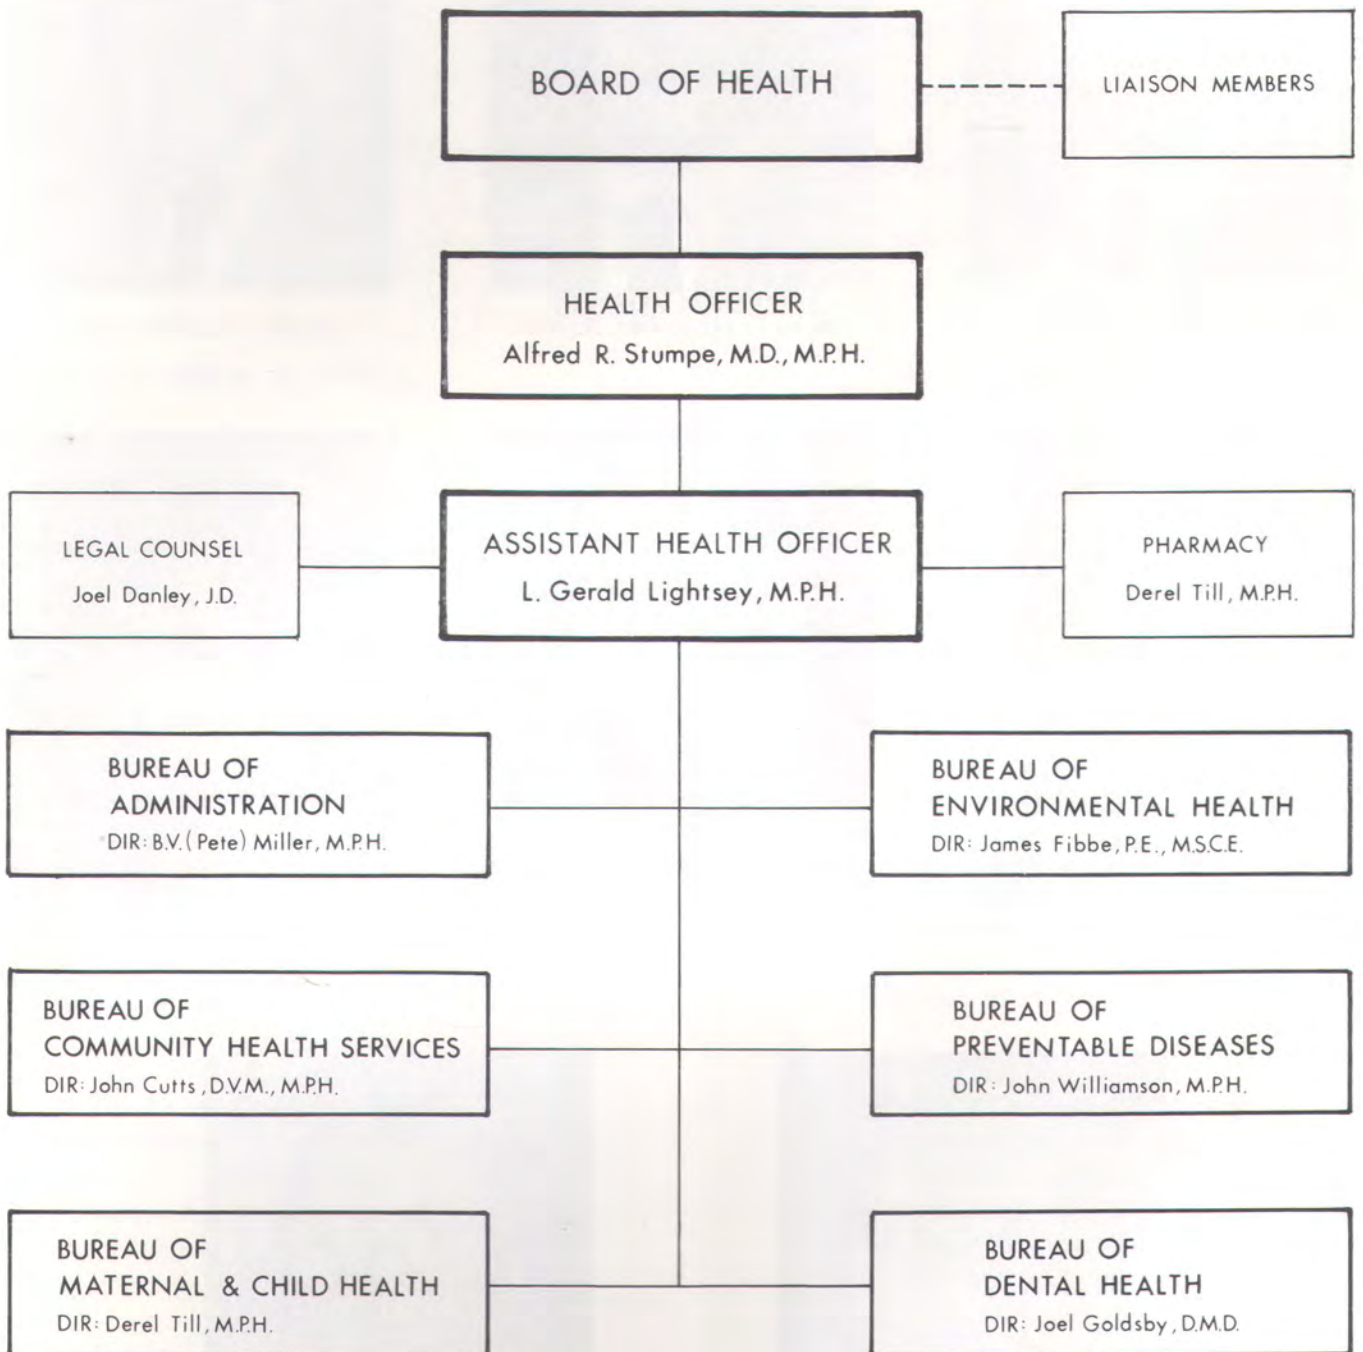 BOARD OF HEALTH
LIAISON MEMBERS
HEALTH OFFICER
Alfred R. Stumpe, M.D., M.P.H.
LEGAL COUNSEL
Joel Danley, J.D.
ASSISTANT HEALTH OFFICER
L. Gerald Lightsey, M.P.H.
PHARMACY
Derel Till, M.P.H.
BUREAU OF
ADMINISTRATION
DIR: B.V. (Pete) Miller, M.P.H.
BUREAU OF
ENVIRONMENTAL HEALTH
DIR: James Fibbe, P.E., M.S.C.E.
BUREAU OF
COMMUNITY HEALTH SERVICES
DIR: John Cutts, D.V.M., M.P.H.
BUREAU OF
PREVENTABLE DISEASES
DIR: John Williamson, M.P.H.
BUREAU OF
MATERNAL & CHILD HEALTH
DIR: Derel Till, M.P.H.
BUREAU OF
DENTAL HEALTH
DIR: Joel Goldsby, D.M.D.